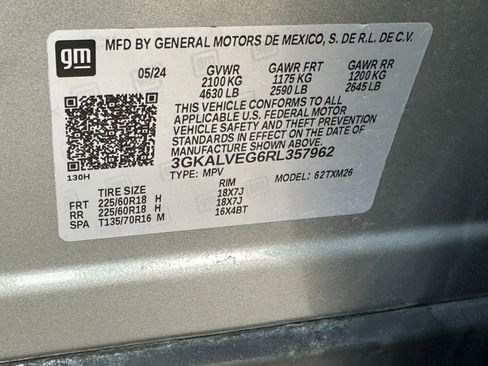 gm
MFD BY GENERAL MOTORS DE MEXICO, S. DE R.L. DE C.V.
05/24 GVWR GAWR FRT GAWR RR
2100 KG 1175 KG 1200 KG
4630 LB 2590 LB 2645 LB
THIS VEHICLE CONFORMS TO ALL
APPLICABLE U.S. FEDERAL MOTOR
VEHICLE SAFETY AND THEFT PREVENTION
STANDARDS IN EFFECT ON THE DATE OF
MANUFACTURE SHOWN ABOVE.
3GKALVEG6RL357962
130H TYPE: MPV MODEL: 62TXM26
TIRE SIZE RIM
FRT 225/60R18 H 18X7J
RR 225/60R18 H 18X7J
SPA T135/70R16 M 16X4BT